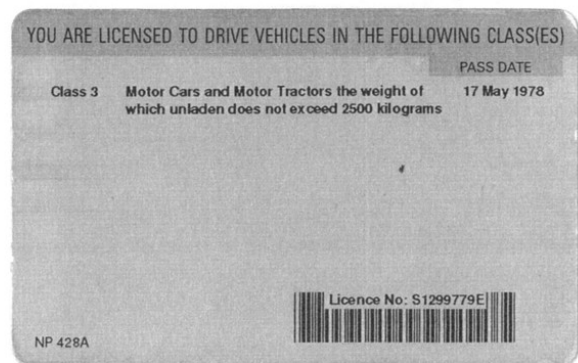 YOU ARE LICENSED TO DRIVE VEHICLES IN THE FOLLOWING CLASS(ES)
PASS DATE
Class 3 Motor Cars and Motor Tractors the weight of 17 May 1978
which unladen does not exceed 2500 kilograms
Licence No: S1299779E
NP 428A